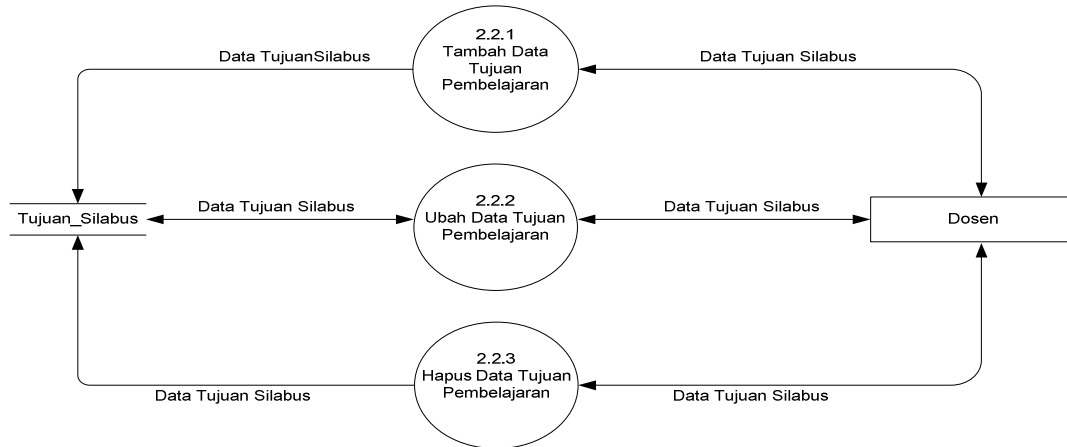 2.2.1
Tambah Data
Tujuan
Pembelajaran
Data TujuanSilabus
Data Tujuan Silabus
Tujuan_Silabus
Data Tujuan Silabus
2.2.2
Ubah Data Tujuan
Pembelajaran
Data Tujuan Silabus
Dosen
2.2.3
Hapus Data Tujuan
Pembelajaran
Data Tujuan Silabus
Data Tujuan Silabus